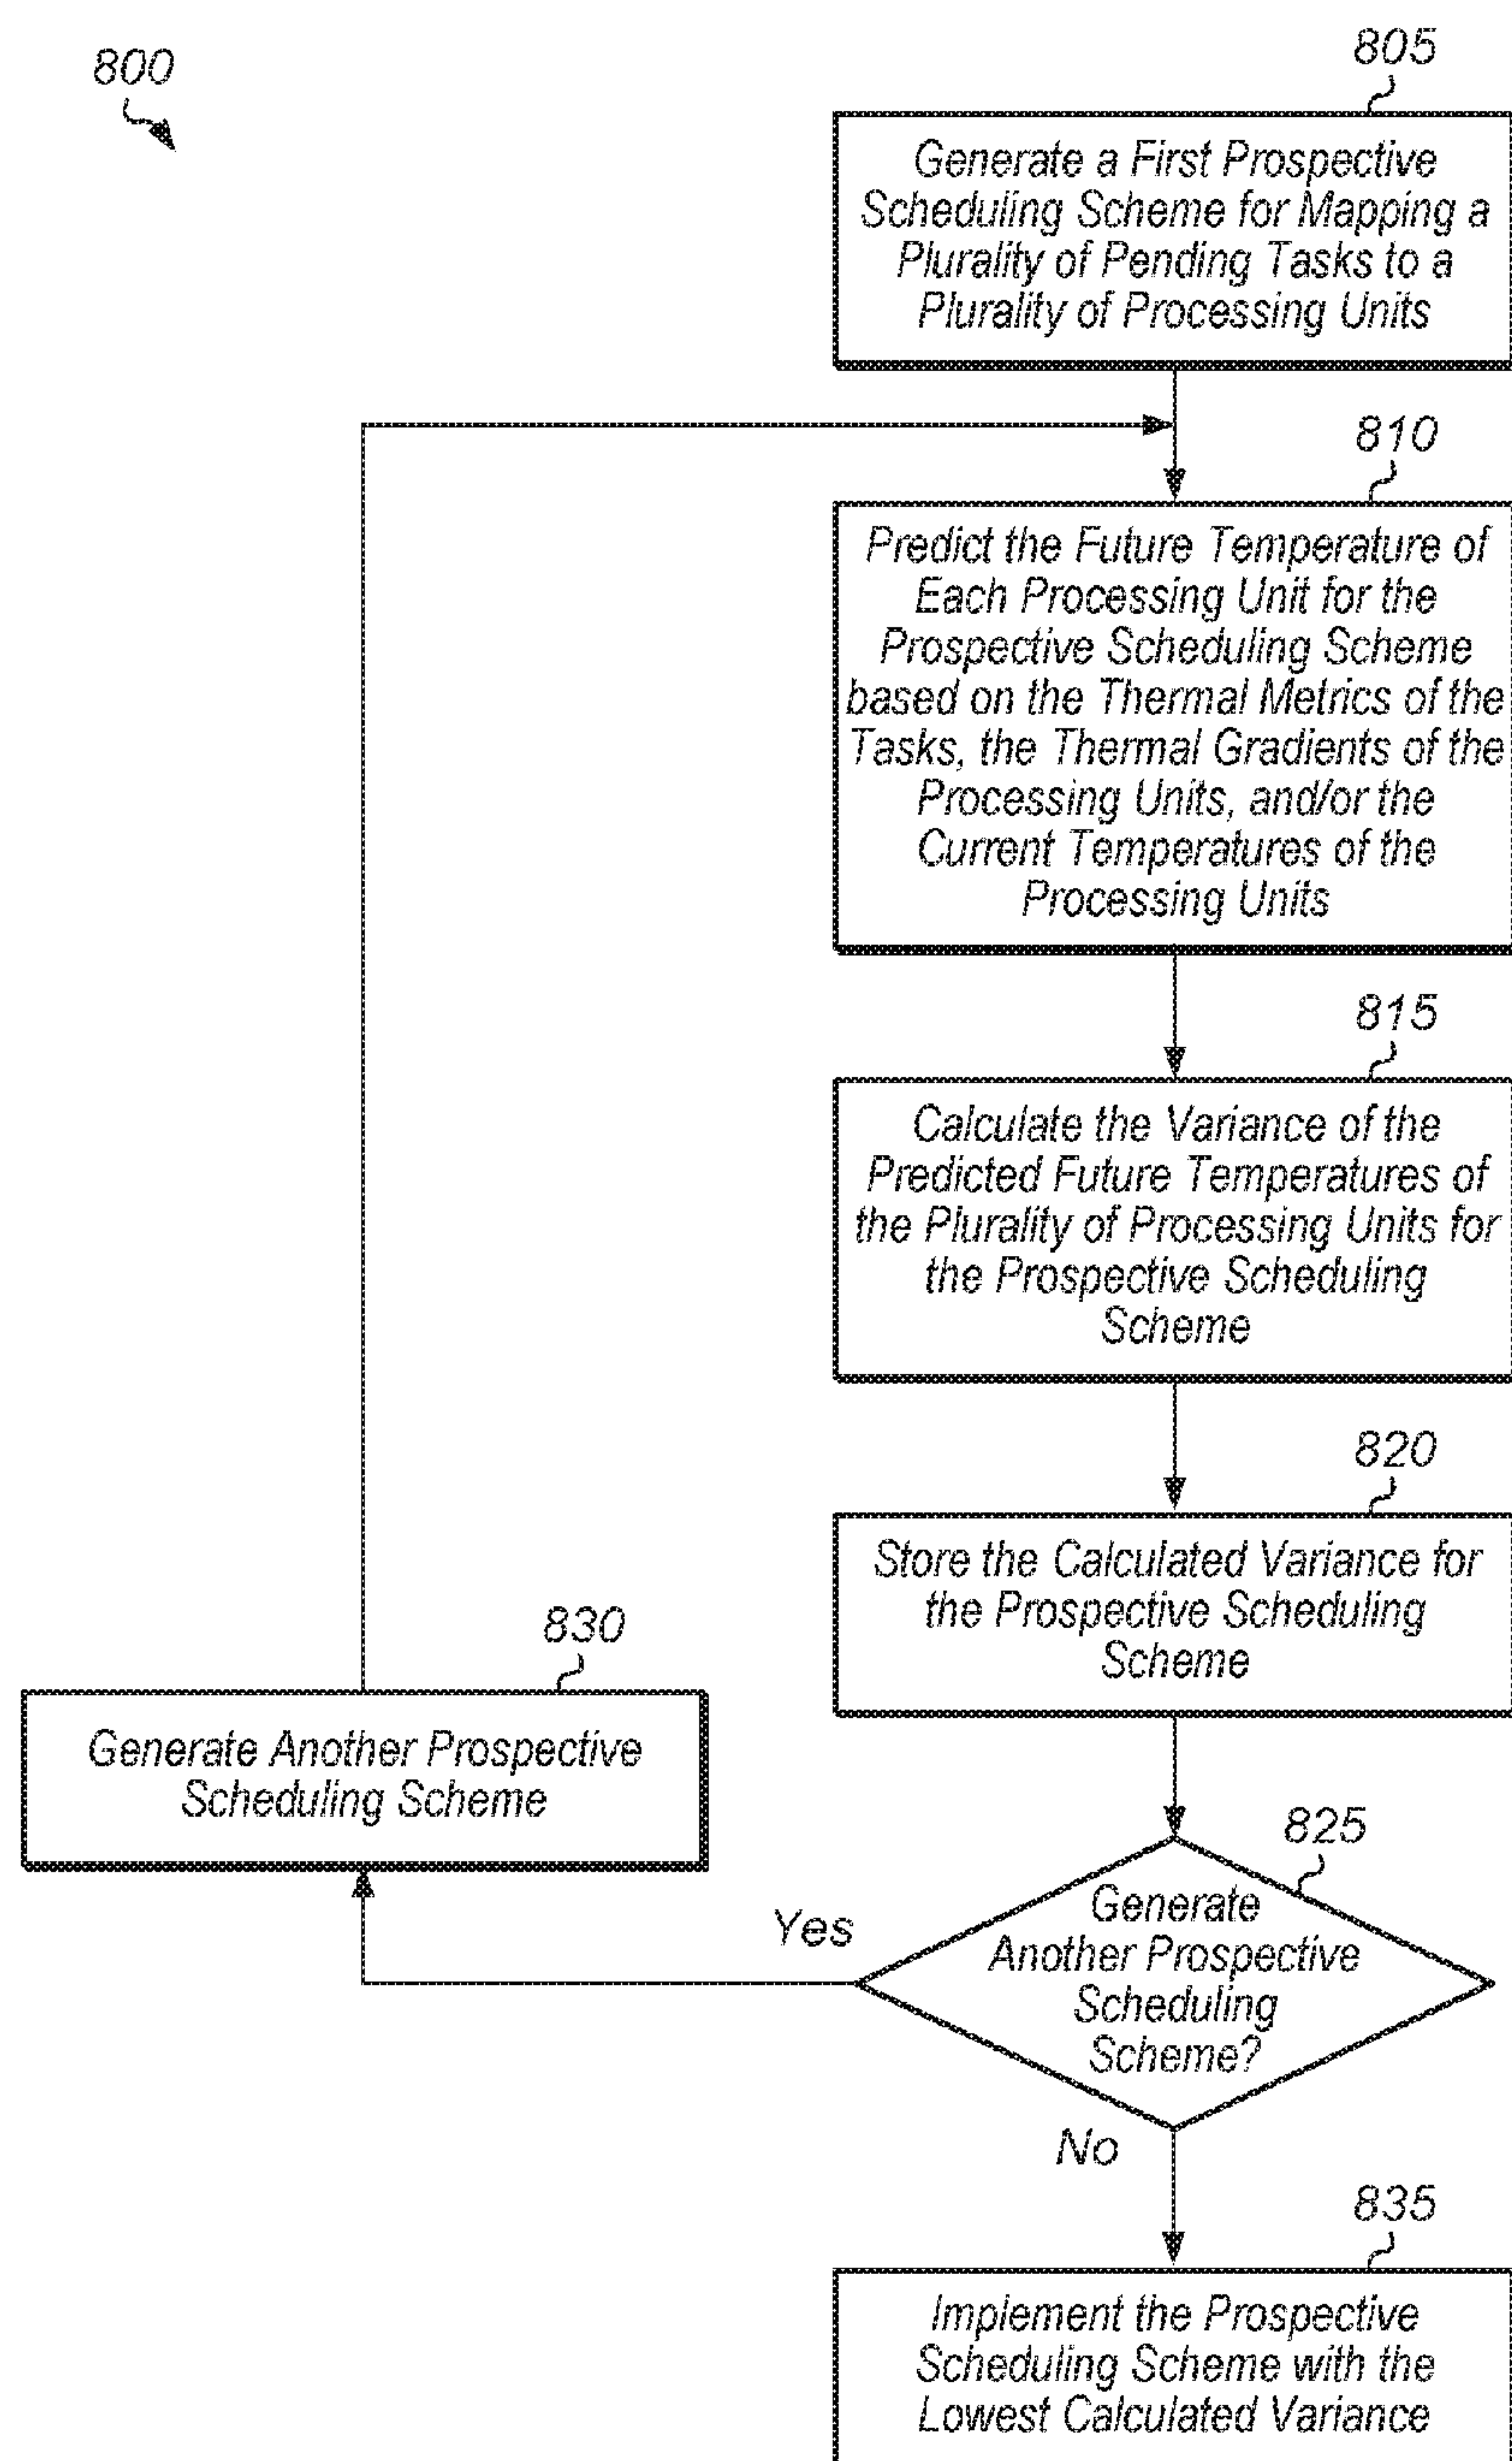 800
805
Generate a First Prospective
Scheduling Scheme for Mapping a
Plurality of Pending Tasks to a
Plurality of Processing Units
810
Predict the Future Temperature of
Each Processing Unit for the
Prospective Scheduling Scheme
based on the Thermal Metrics of the
Tasks, the Thermal Gradients of the
Processing Units, and/or the
Current Temperatures of the
Processing Units
815
Calculate the Variance of the
Predicted Future Temperatures of
the Plurality of Processing Units for
the Prospective Scheduling
Scheme
820
Store the Calculated Variance for
the Prospective Scheduling
Scheme
830
Generate Another Prospective
Scheduling Scheme
825
Generate
Another Prospective
Scheduling
Scheme?
Yes
No
835
Implement the Prospective
Scheduling Scheme with the
Lowest Calculated Variance